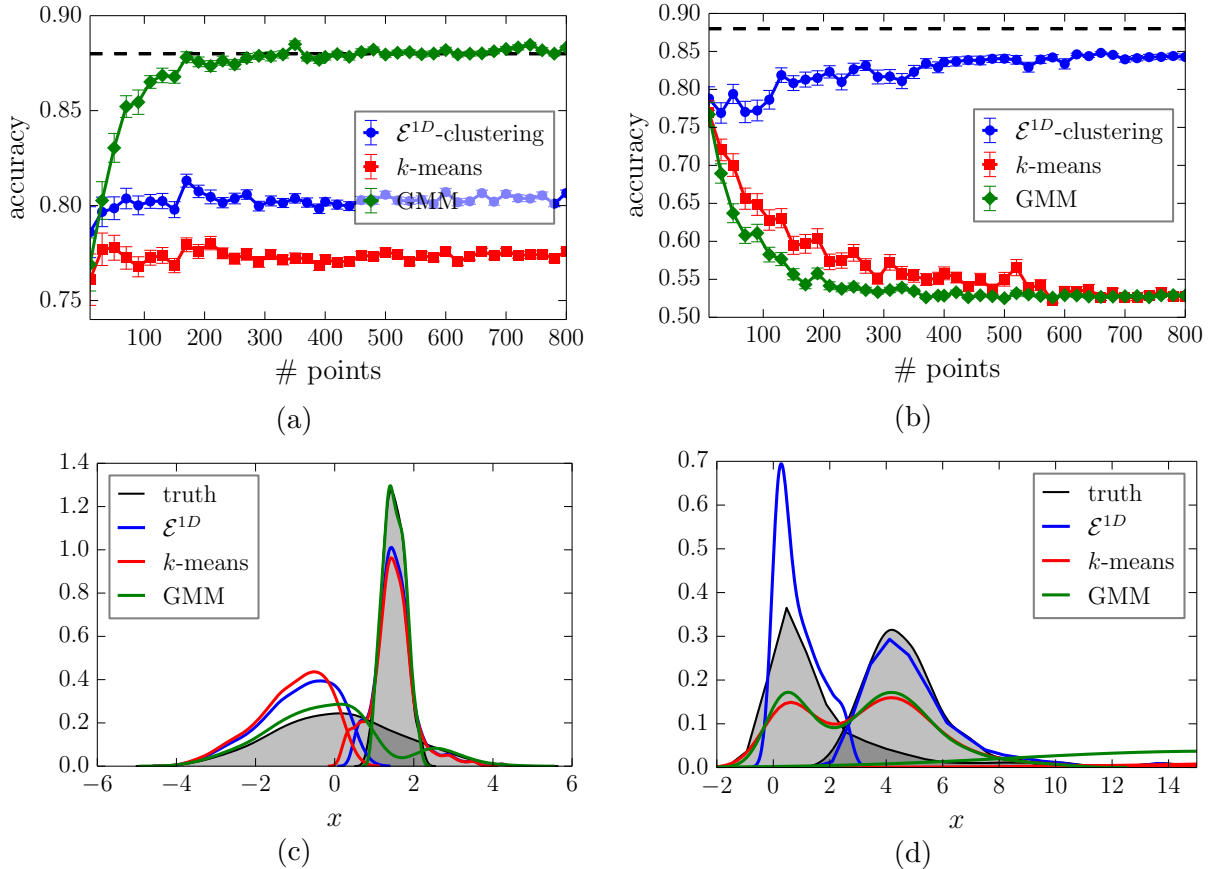 0.90
0.85
0.80
0.75
accuracy
100 200 300 400 500 600 700 800
# points
ℰ^{1D}-clustering
k-means
GMM
(a)
0.90
0.85
0.80
0.75
0.70
0.65
0.60
0.55
0.50
accuracy
100 200 300 400 500 600 700 800
# points
ℰ^{1D}-clustering
k-means
GMM
(b)
1.4
1.2
1.0
0.8
0.6
0.4
0.2
0.0
−6 −4 −2 0 2 4 6
x
truth
ℰ^{1D}
k-means
GMM
(c)
0.7
0.6
0.5
0.4
0.3
0.2
0.1
0.0
−2 0 2 4 6 8 10 12 14
x
truth
ℰ^{1D}
k-means
GMM
(d)